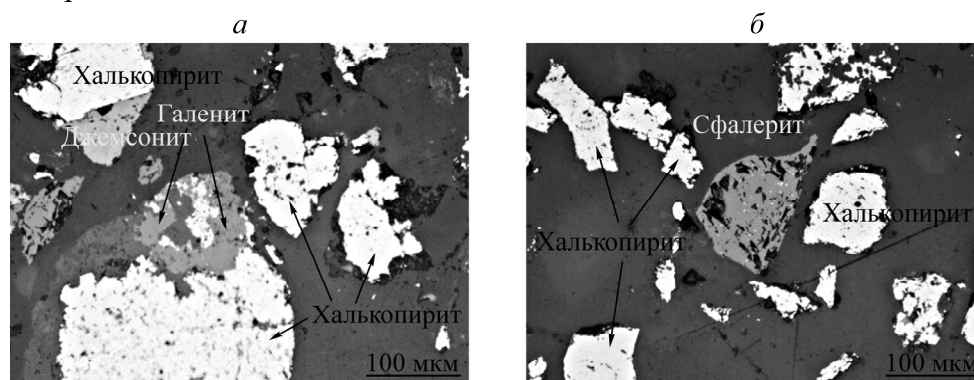 а
б
Халькопирит
Галенит
Джемсонит
Халькопирит
100 мкм
Сфалерит
Халькопирит
Халькопирит
100 мкм